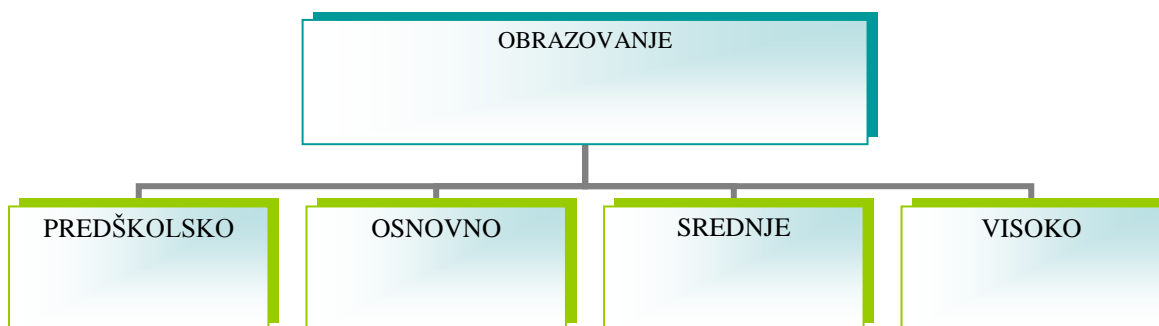 OBRAZOVANJE
PREDŠKOLSKO
OSNOVNO
SREDNJE
VISOKO